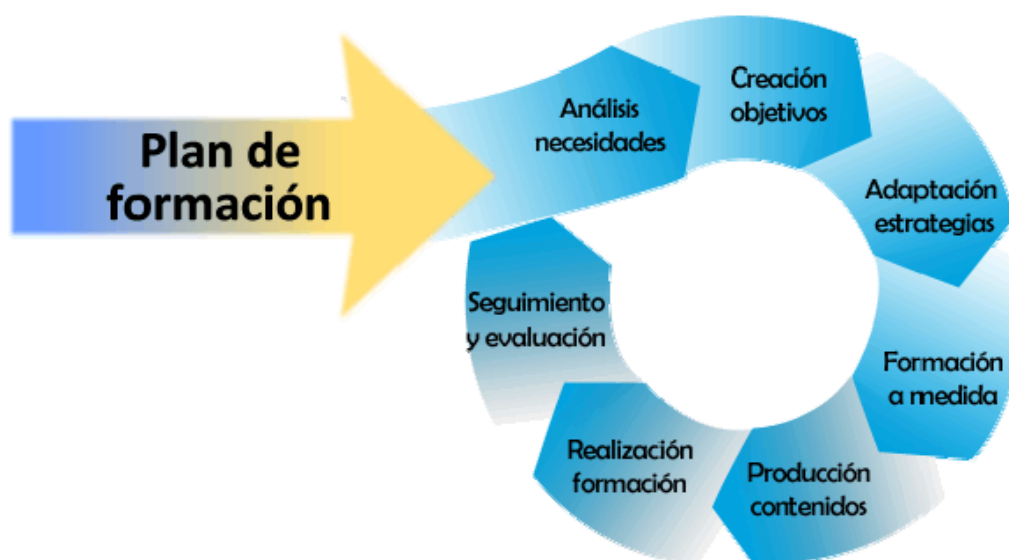 Plan de
formación
Análisis
necesidades
Creación
objetivos
Adaptación
estrategias
Formación
a medida
Producción
contenidos
Realización
formación
Seguimiento
y evaluación